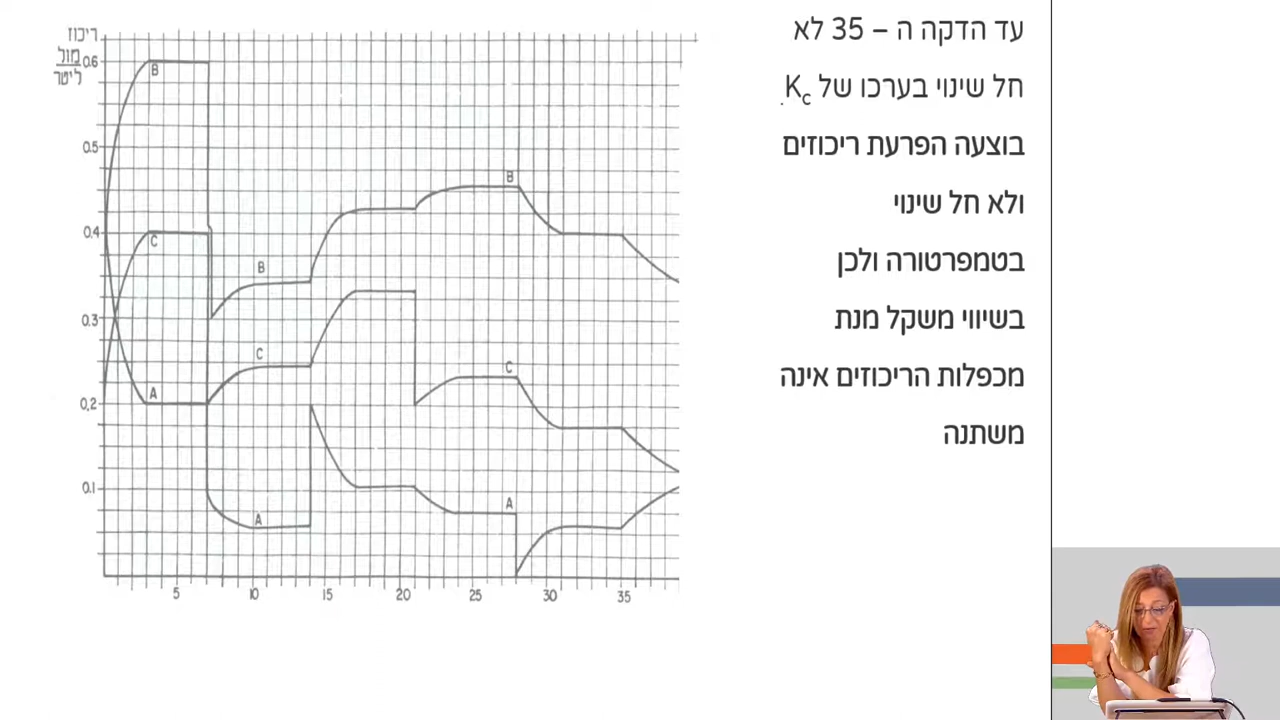 עד הדקה ה – 35 לא
חל שינוי בערכו של Kc.
בוצעה הפרעת ריכוזים
ולא חל שינוי
בטמפרטורה ולכן
בשיווי משקל מנת
מכפלות הריכוזים אינה
משתנה
ריכוז
מול
ליטר
0.6
0.5
0.4
0.3
0.2
0.1
B
C
A
B
C
A
B
C
A
5 10 15 20 25 30 35